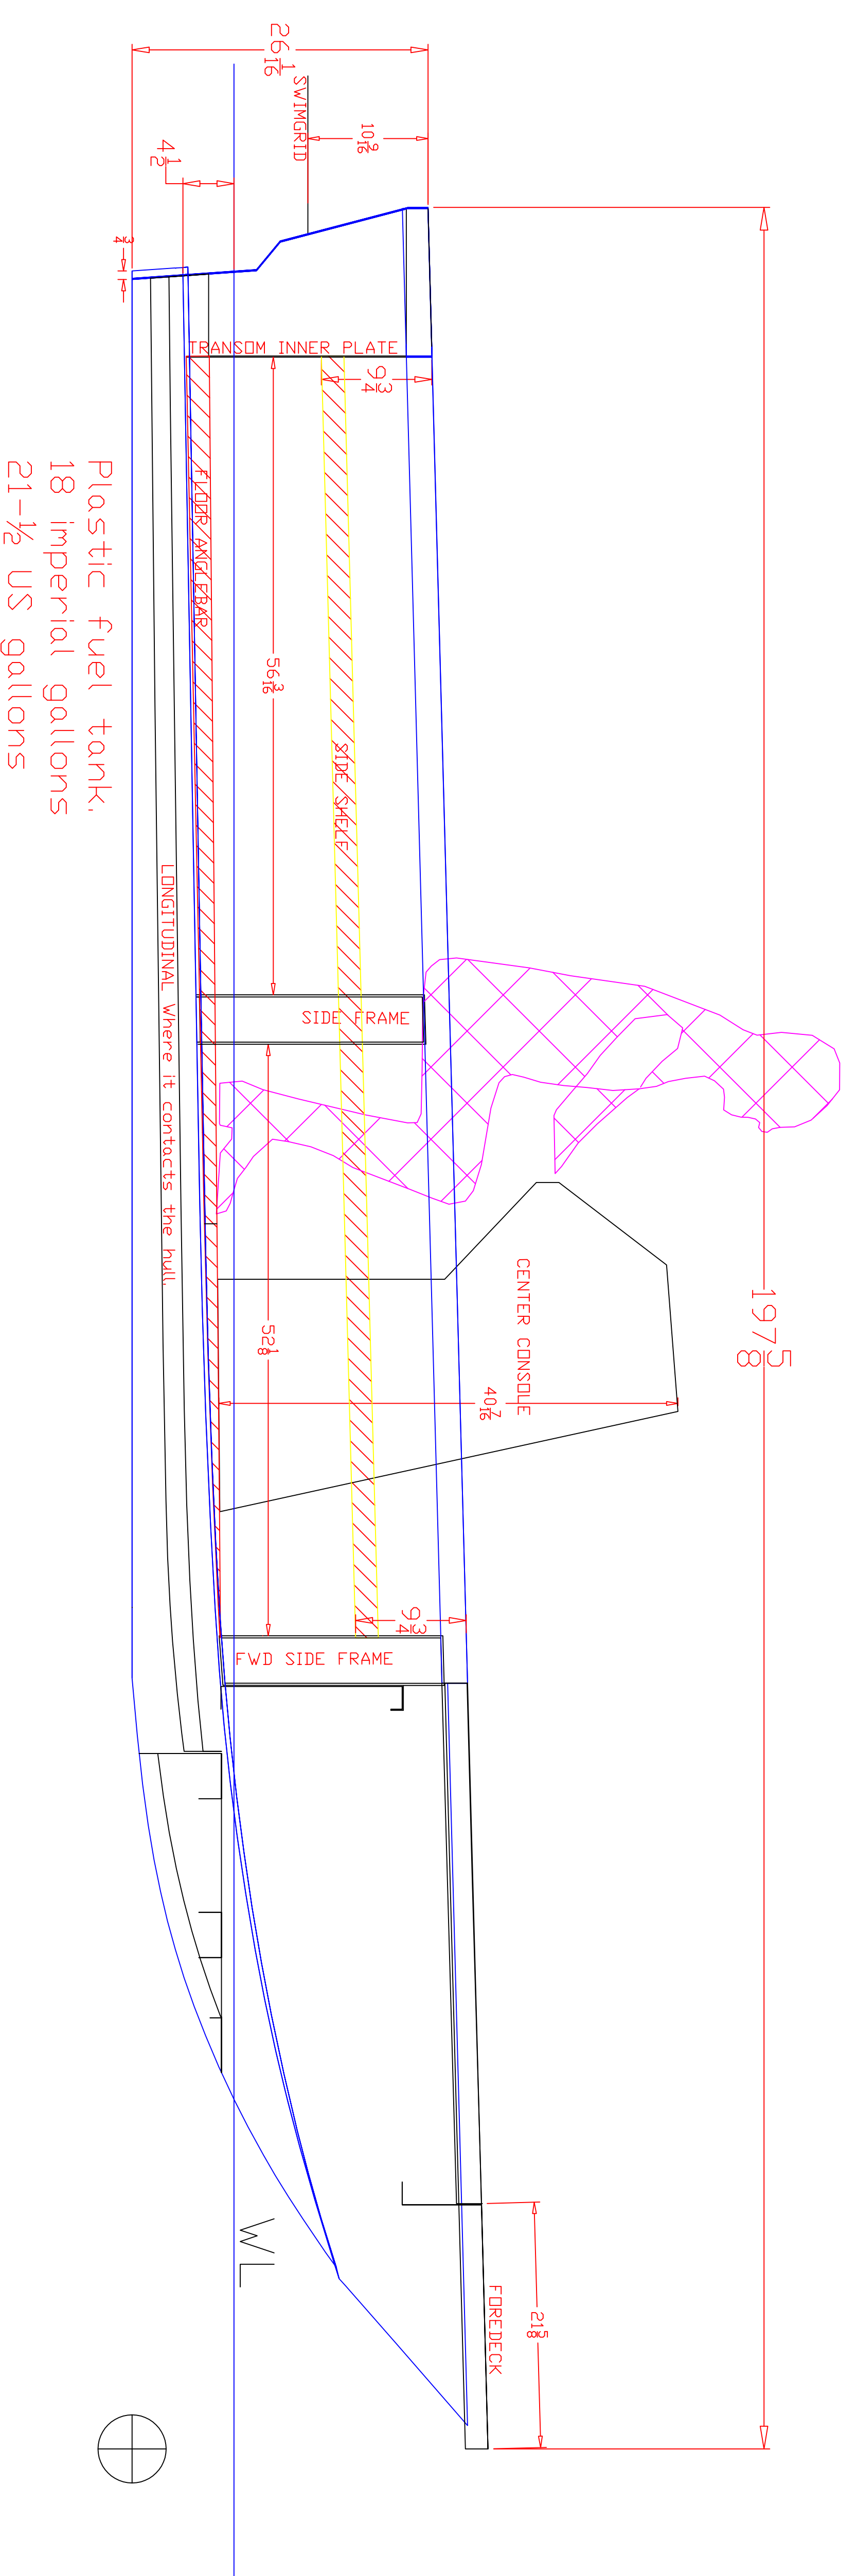 197 5/8
26 1/16
SWIMGRID
10 9/16
4 1/2
3/4
TRANSOM INNER PLATE
9 3/4
FLOOR ANGLEBAR
56 3/16
SIDE SHELF
SIDE FRAME
LONGITUDINAL Where it contacts the hull.
52 1/8
CENTER CONSOLE
40 7/16
9 3/4
FWD SIDE FRAME
WL
FOREDECK
21 5/8
Plastic fuel tank.
18 imperial gallons
21-½ US gallons